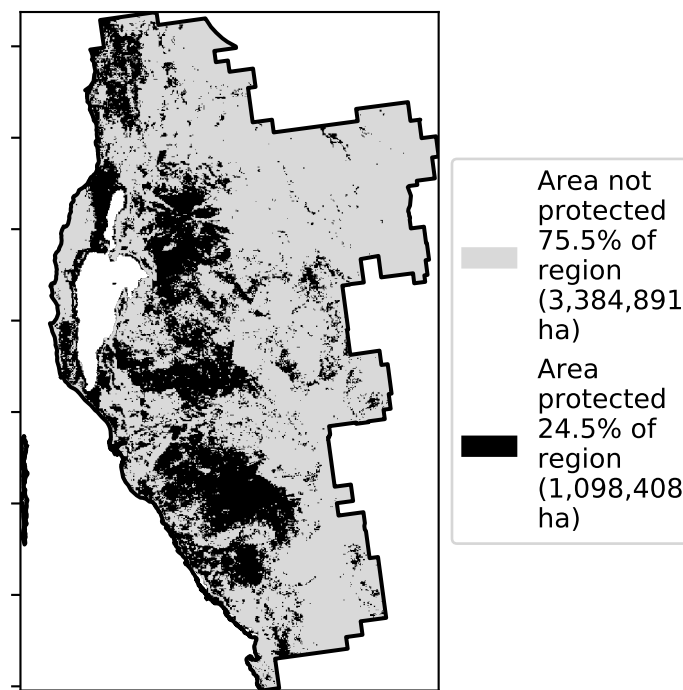 Area not
protected
75.5% of
region
(3,384,891
ha)
Area
protected
24.5% of
region
(1,098,408
ha)